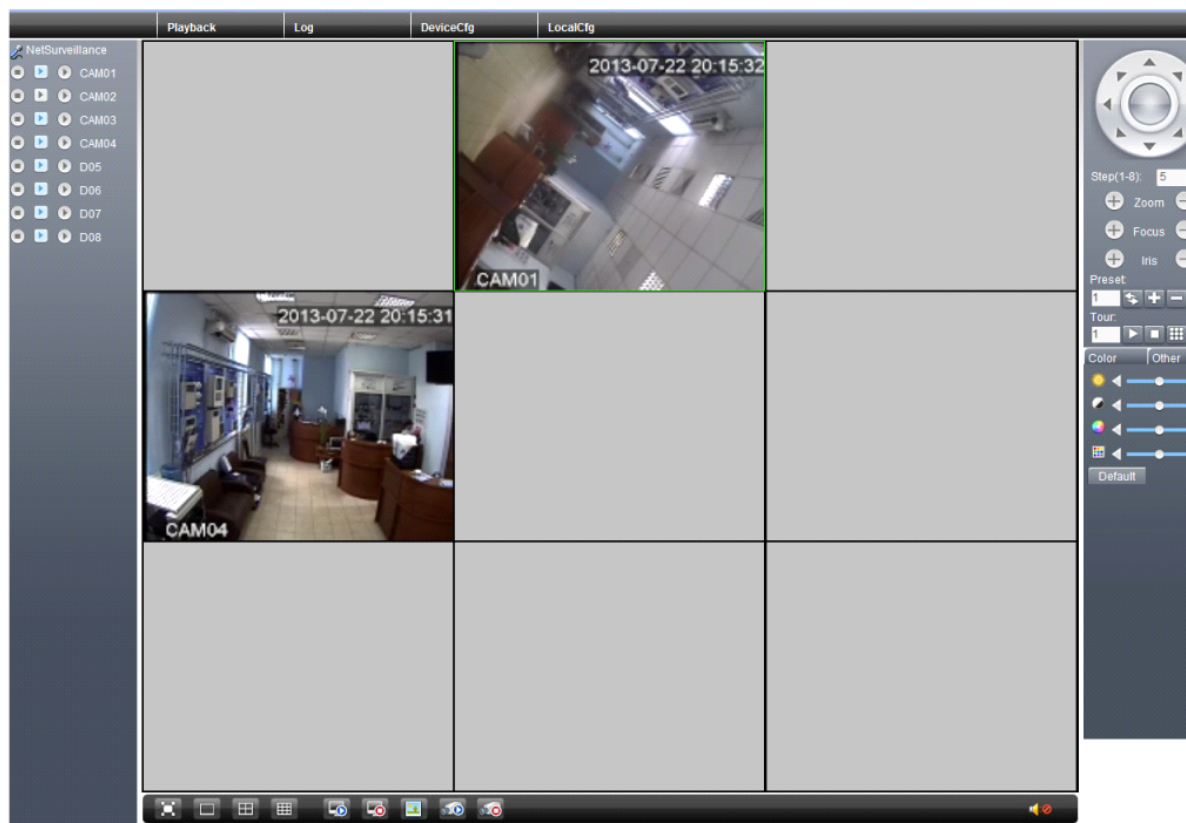 Playback Log DeviceCfg LocalCfg
NetSurveillance
CAM01
CAM02
CAM03
CAM04
D05
D06
D07
D08
2013-07-22 20:15:32
CAM01
2013-07-22 20:15:31
CAM04
Step(1-8): 5
Zoom
Focus
Iris
Preset:
1
Tour:
1
Color Other
Default